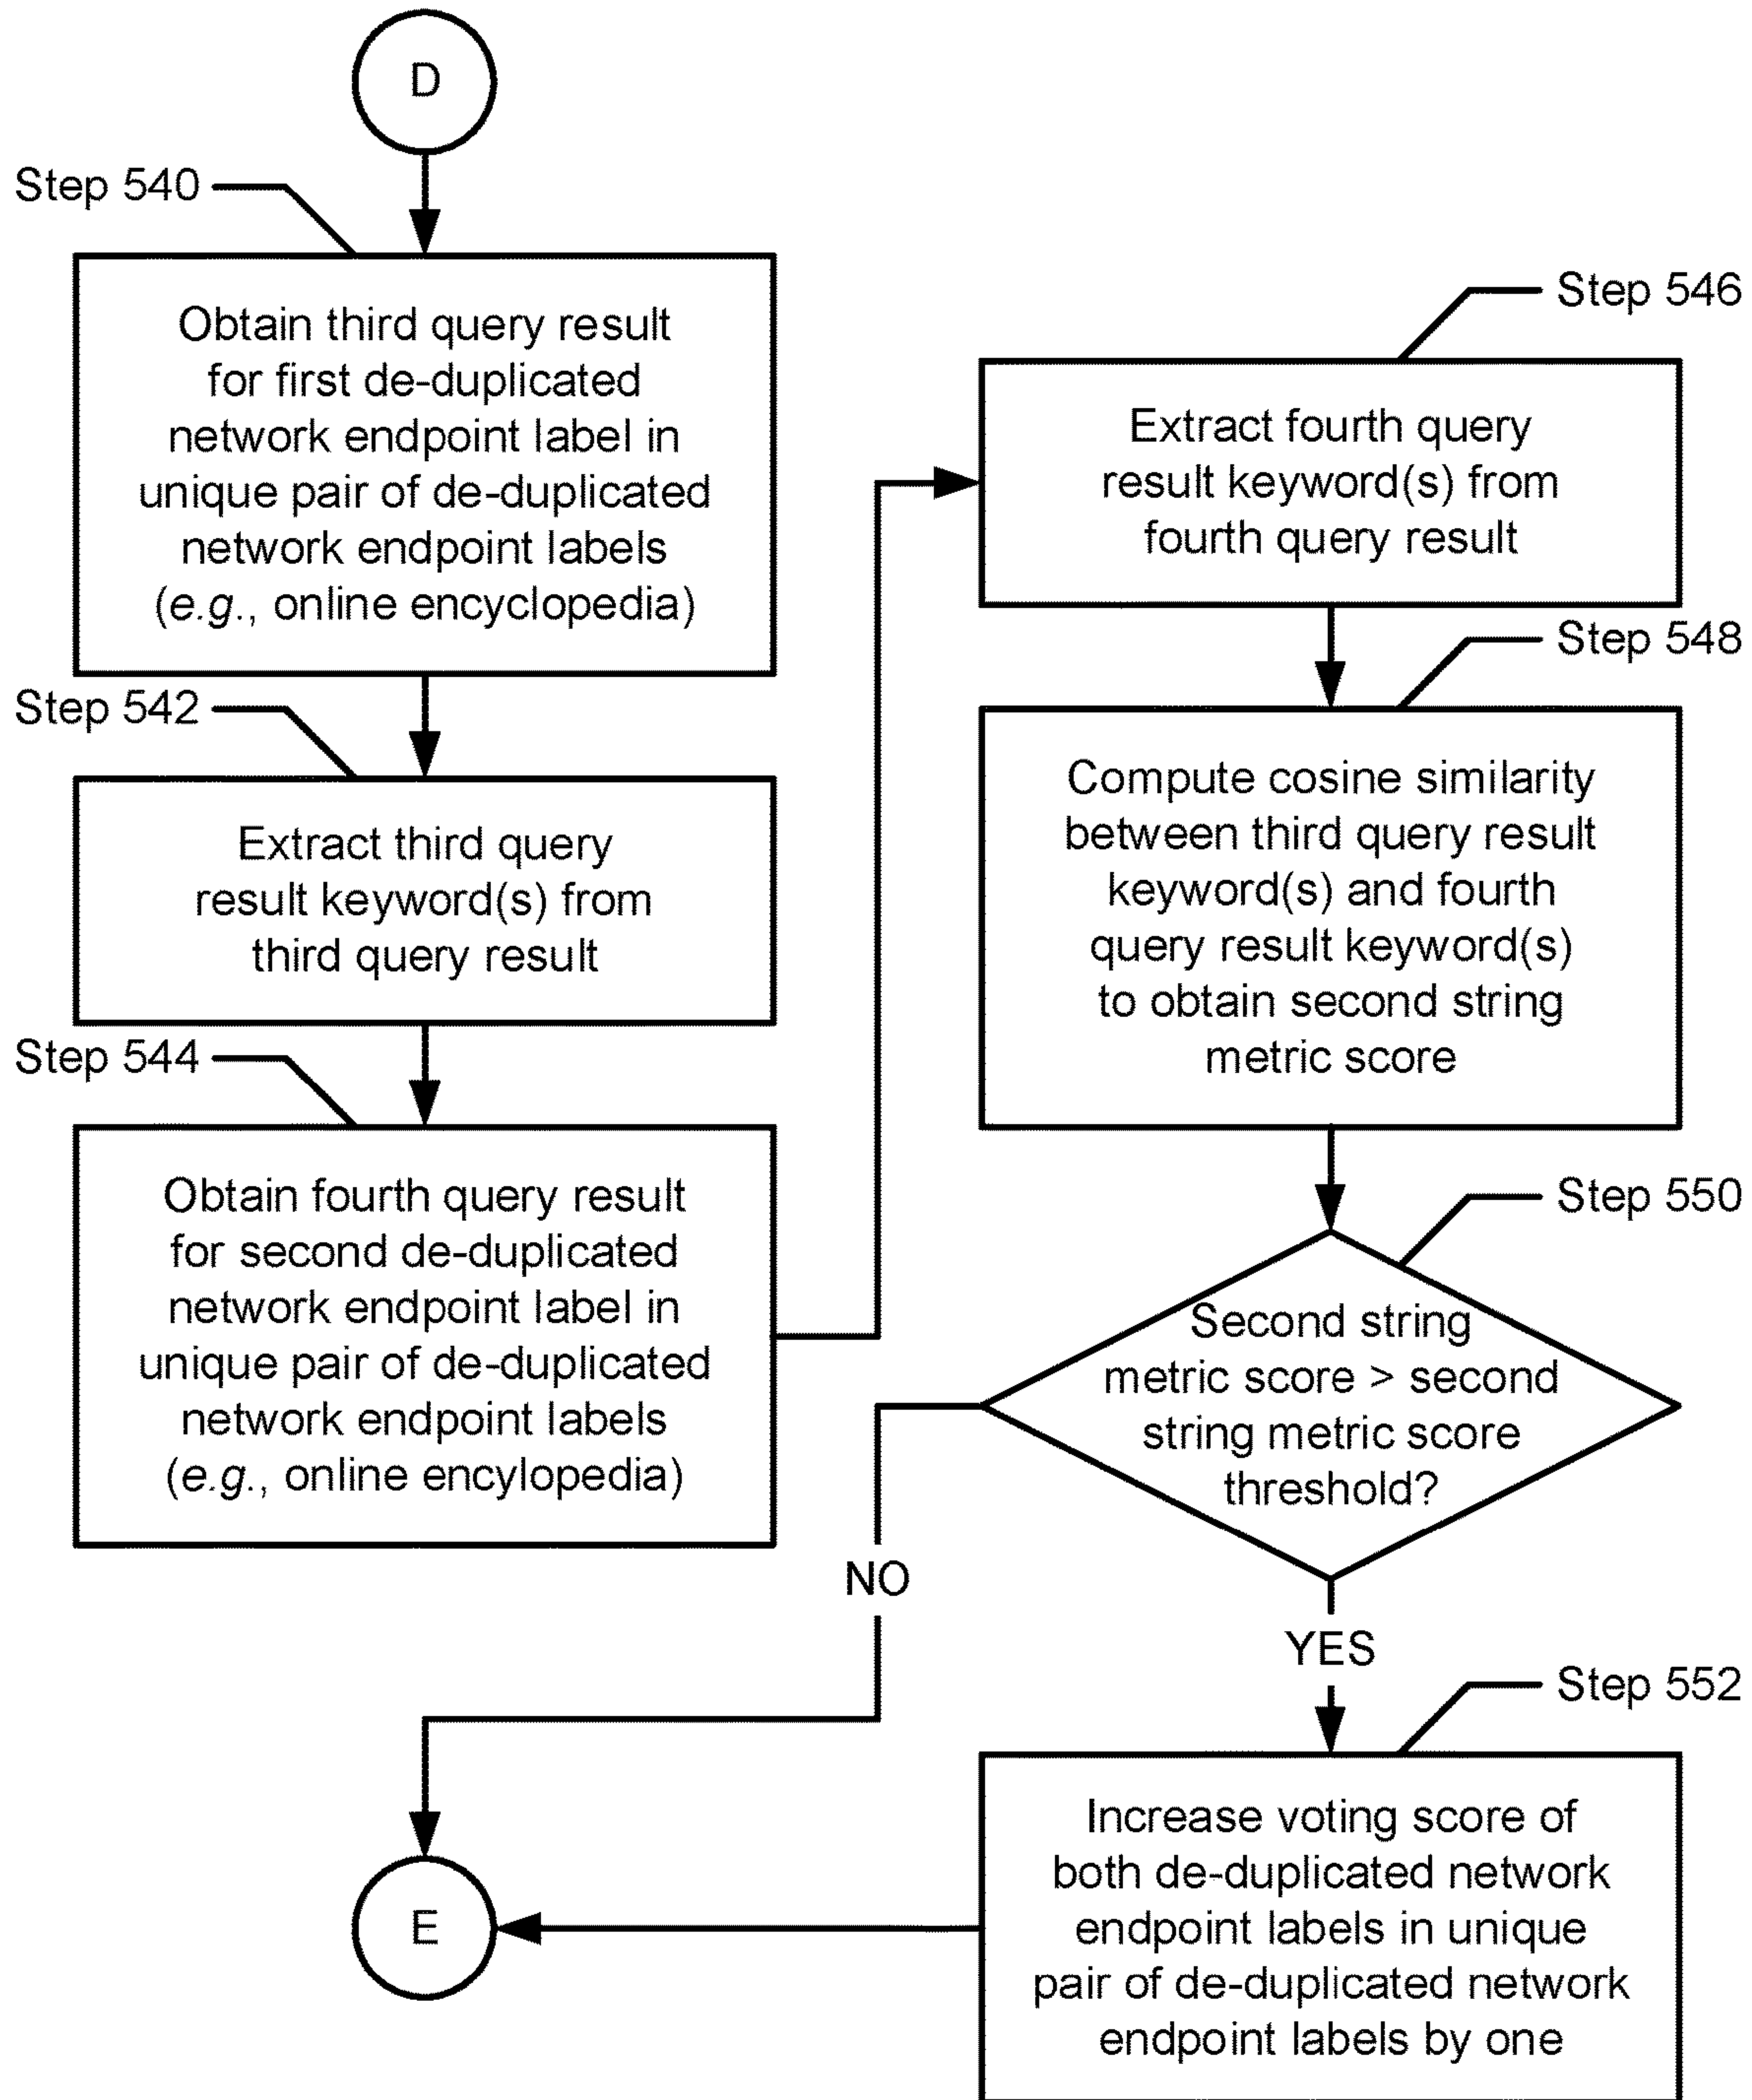 D
Step 540
Obtain third query result
for first de-duplicated
network endpoint label in
unique pair of de-duplicated
network endpoint labels
(e.g., online encyclopedia)
Step 542
Extract third query
result keyword(s) from
third query result
Step 544
Obtain fourth query result
for second de-duplicated
network endpoint label in
unique pair of de-duplicated
network endpoint labels
(e.g., online encylopedia)
Step 546
Extract fourth query
result keyword(s) from
fourth query result
Step 548
Compute cosine similarity
between third query result
keyword(s) and fourth
query result keyword(s)
to obtain second string
metric score
Step 550
Second string
metric score > second
string metric score
threshold?
NO
YES
Step 552
Increase voting score of
both de-duplicated network
endpoint labels in unique
pair of de-duplicated network
endpoint labels by one
E